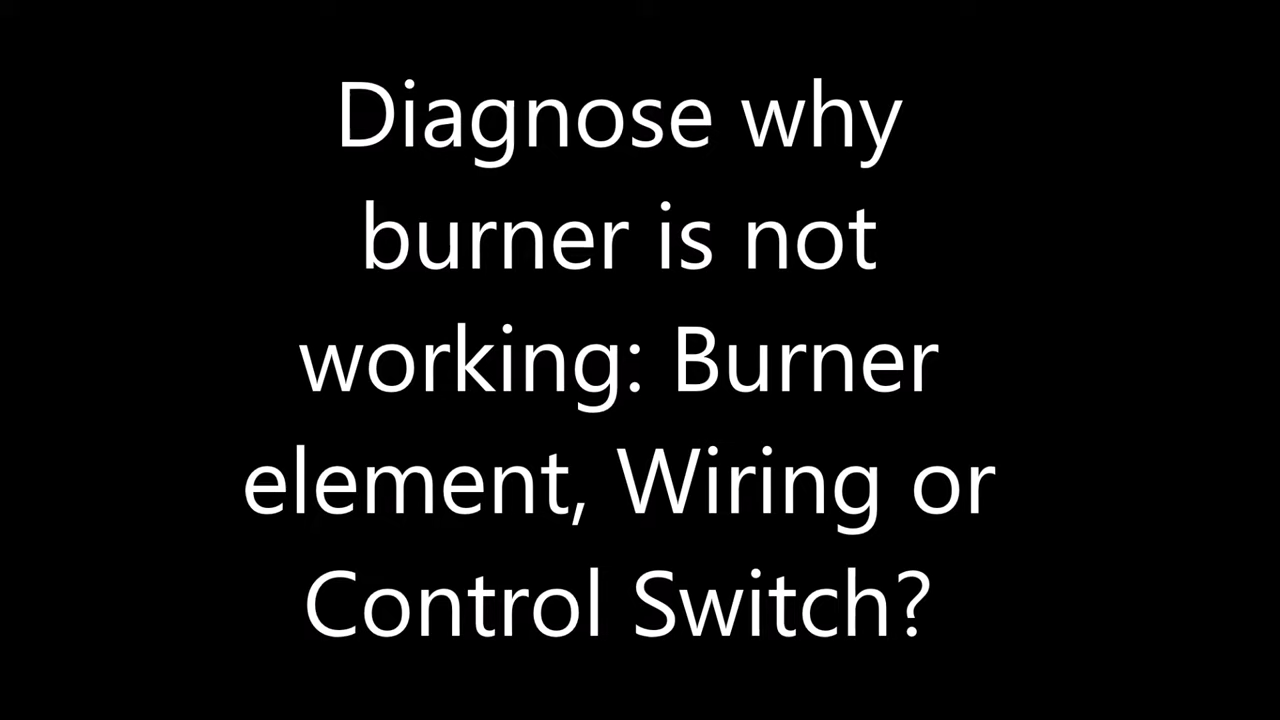 Diagnose why
burner is not
working: Burner
element, Wiring or
Control Switch?